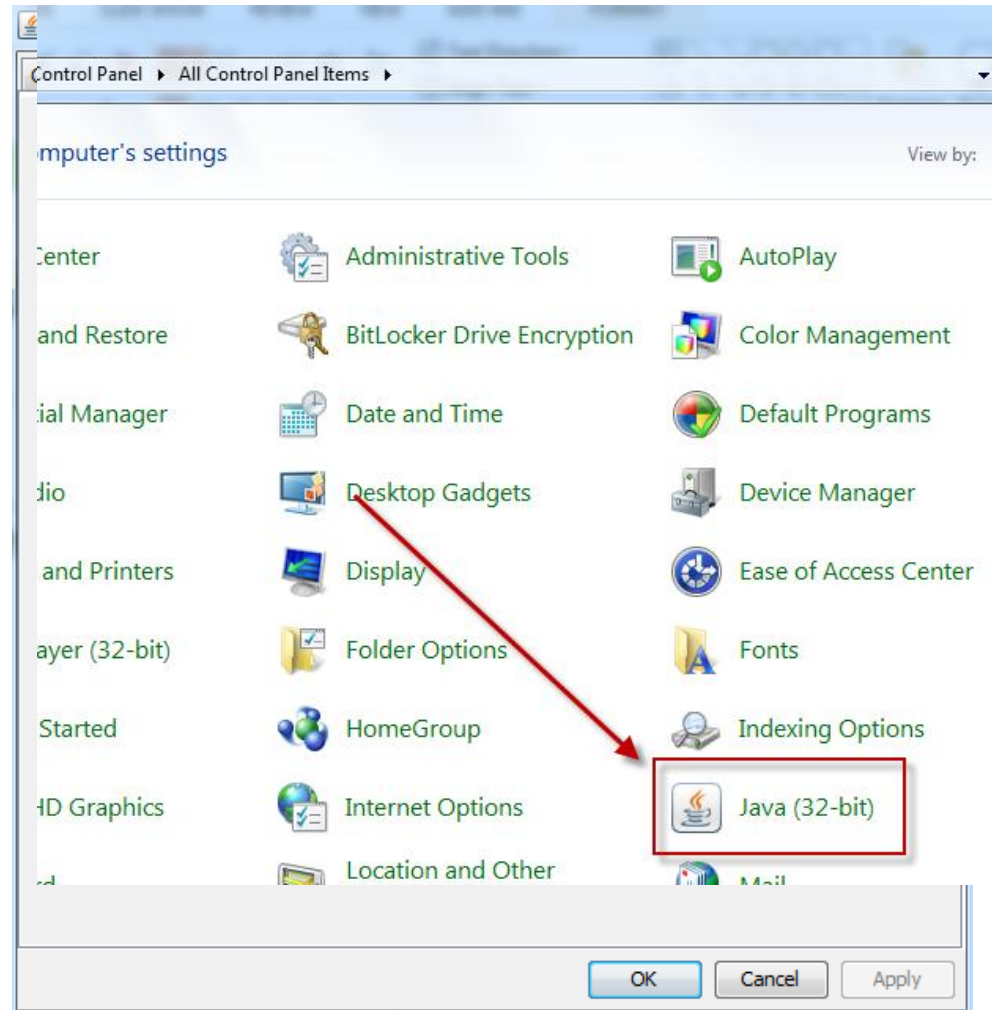 Control Panel ▸ All Control Panel Items ▸
omputer's settings
View by:
Center
Administrative Tools
AutoPlay
and Restore
BitLocker Drive Encryption
Color Management
ial Manager
Date and Time
Default Programs
dio
Desktop Gadgets
Device Manager
and Printers
Display
Ease of Access Center
ayer (32-bit)
Folder Options
Fonts
Started
HomeGroup
Indexing Options
HD Graphics
Internet Options
Java (32-bit)
Location and Other
Mail
OK
Cancel
Apply